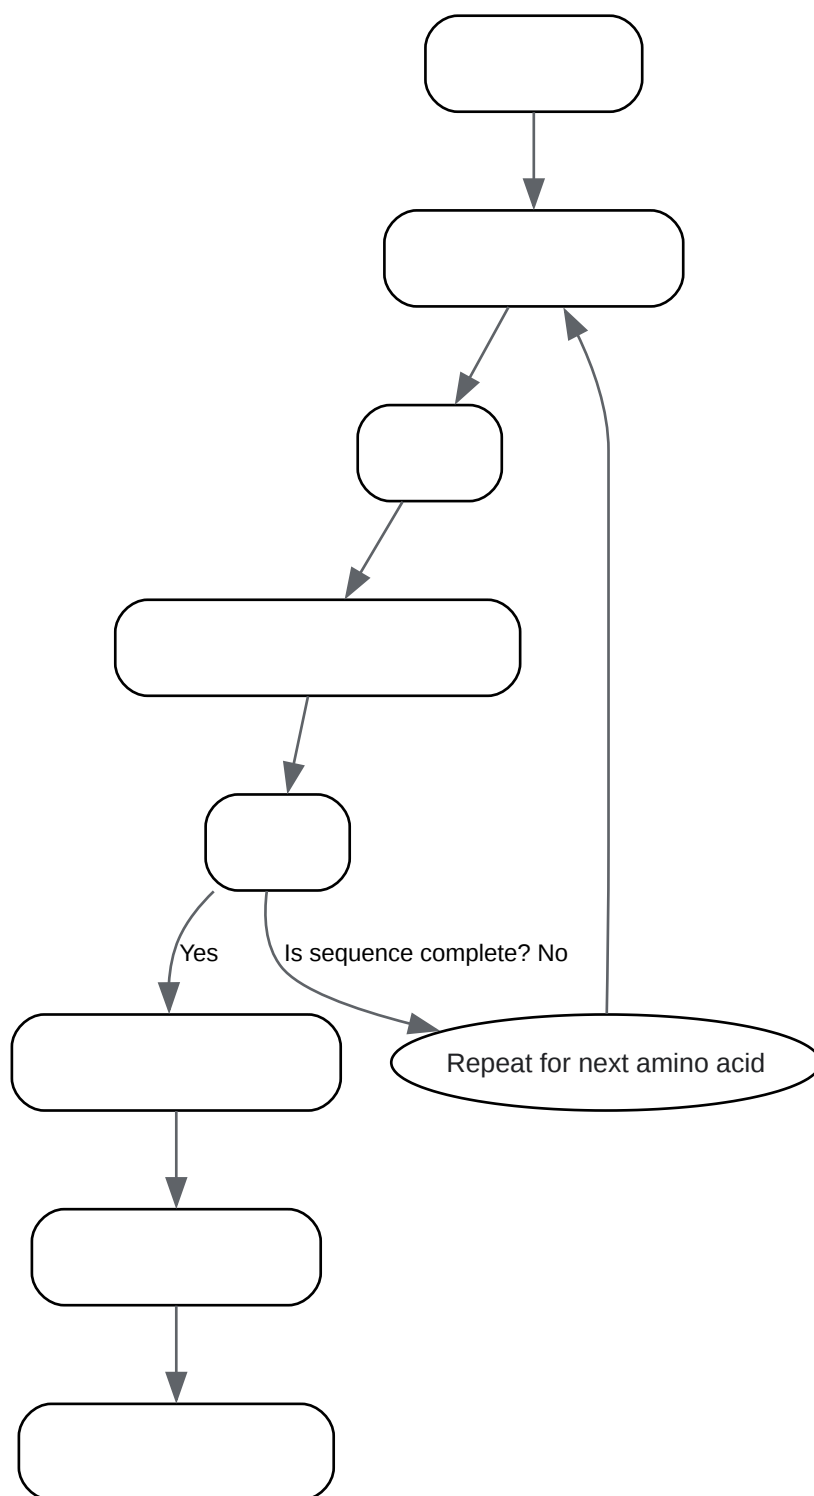 Yes
Is sequence complete? No
Repeat for next amino acid